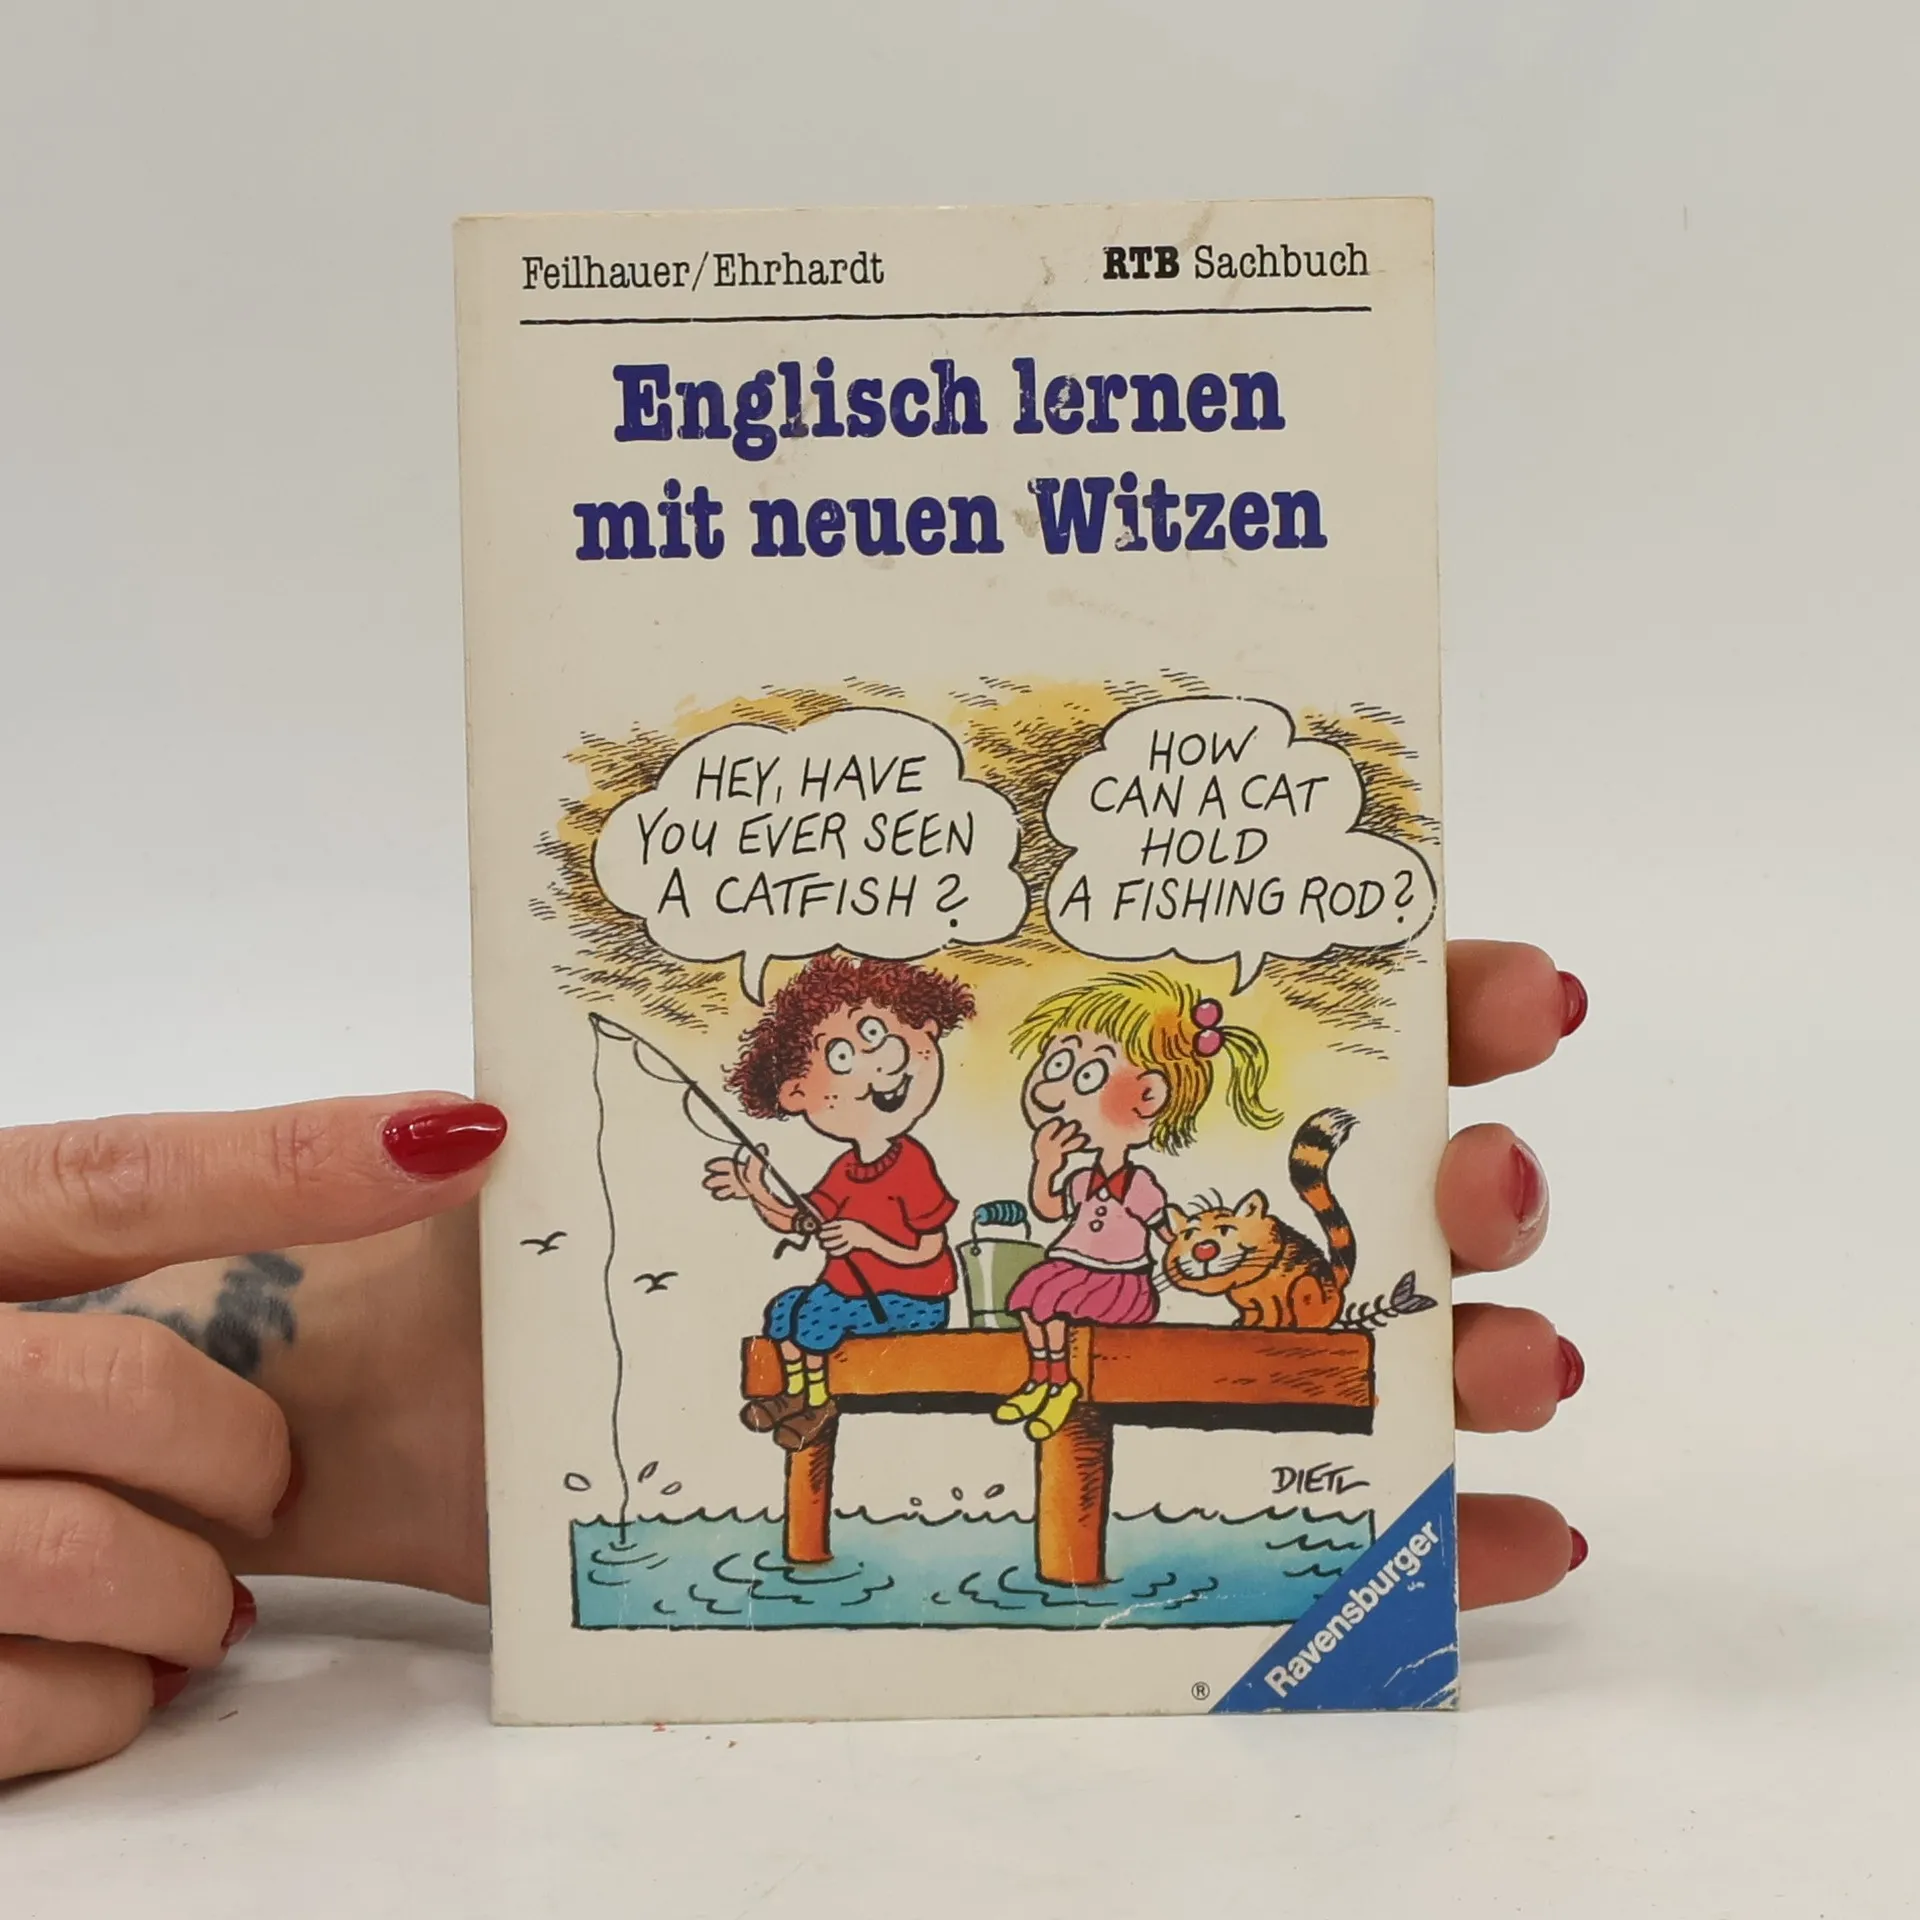 Feilhauer/Ehrhardt
RTB Sachbuch
Englisch lernen
mit neuen Witzen
HEY, HAVE
YOU EVER SEEN
A CATFISH?
HOW
CAN A CAT
HOLD
A FISHING ROD?
DIETL
Ravensburger
®